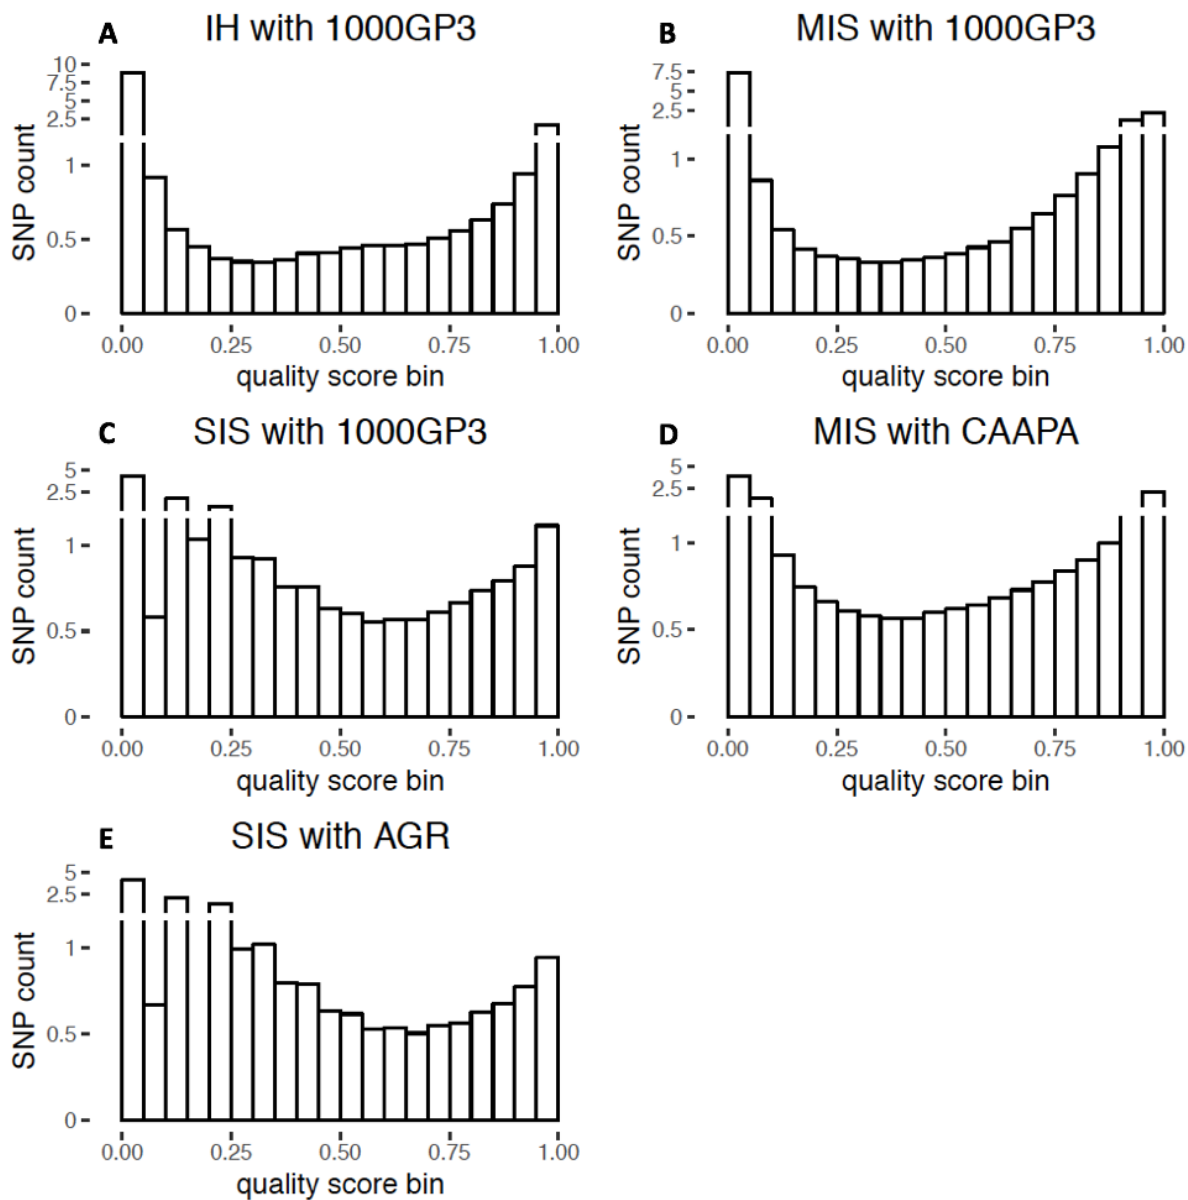 A IH with 1000GP3
10
7.5
5
2.5
1
0.5
0
SNP count
0.00 0.25 0.50 0.75 1.00
quality score bin
B MIS with 1000GP3
7.5
5
2.5
1
0.5
0
SNP count
0.00 0.25 0.50 0.75 1.00
quality score bin
C SIS with 1000GP3
5
2.5
1
0.5
0
SNP count
0.00 0.25 0.50 0.75 1.00
quality score bin
D MIS with CAAPA
5
2.5
1
0.5
0
SNP count
0.00 0.25 0.50 0.75 1.00
quality score bin
E SIS with AGR
5
2.5
1
0.5
0
SNP count
0.00 0.25 0.50 0.75 1.00
quality score bin